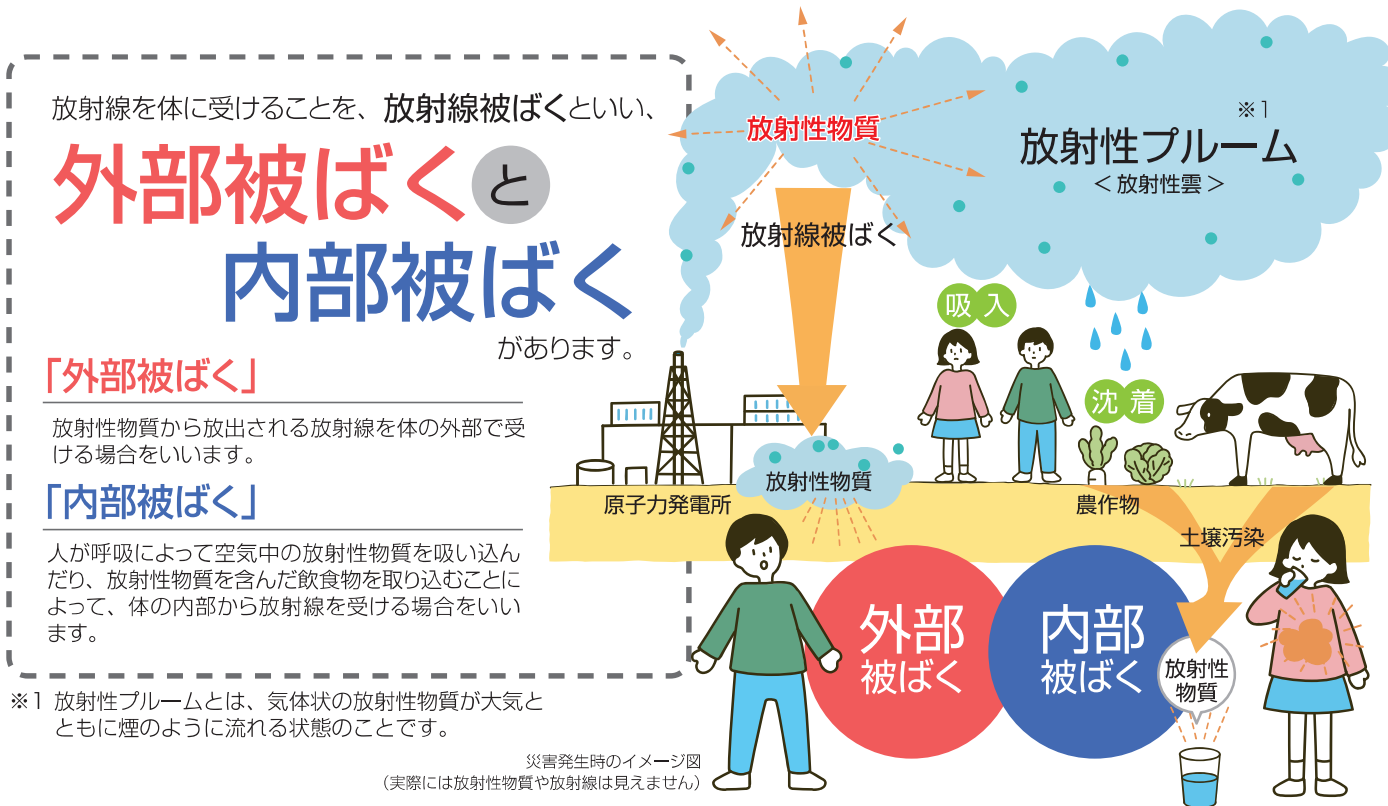 放射線を体に受けることを、放射線被ばくといい、
外部被ばくと
内部被ばく
があります。
「外部被ばく」
放射性物質から放出される放射線を体の外部で受
ける場合をいいます。
「内部被ばく」
人が呼吸によって空気中の放射性物質を吸い込ん
だり、放射性物質を含んだ飲食物を取り込むことに
よって、体の内部から放射線を受ける場合をいい
ます。
※1 放射性プルームとは、気体状の放射性物質が大気と
ともに煙のように流れる状態のことです。
災害発生時のイメージ図
（実際には放射性物質や放射線は見えません）
放射性物質
※1
放射性プルーム
＜放射性雲＞
放射線被ばく
吸入
沈着
放射性物質
原子力発電所
農作物
土壌汚染
外部
被ばく
内部
被ばく
放射性
物質